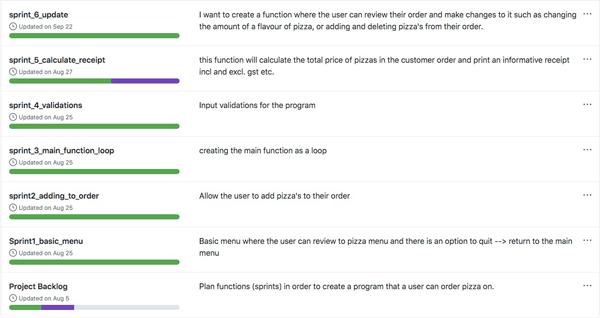 sprint_6_update
Updated on Sep 22
I want to create a function where the user can review their order and make changes to it such as changing
the amount of a flavour of pizza, or adding and deleting pizza's from their order.
sprint_5_calculate_receipt
Updated on Aug 27
this function will calculate the total price of pizzas in the customer order and print an informative receipt
incl and excl. gst etc.
sprint_4_validations
Updated on Aug 25
Input validations for the program
sprint_3_main_function_loop
Updated on Aug 25
creating the main function as a loop
sprint2_adding_to_order
Updated on Aug 25
Allow the user to add pizza's to their order
Sprint1_basic_menu
Updated on Aug 25
Basic menu where the user can review to pizza menu and there is an option to quit --> return to the main
menu
Project Backlog
Updated on Aug 5
Plan functions (sprints) in order to create a program that a user can order pizza on.